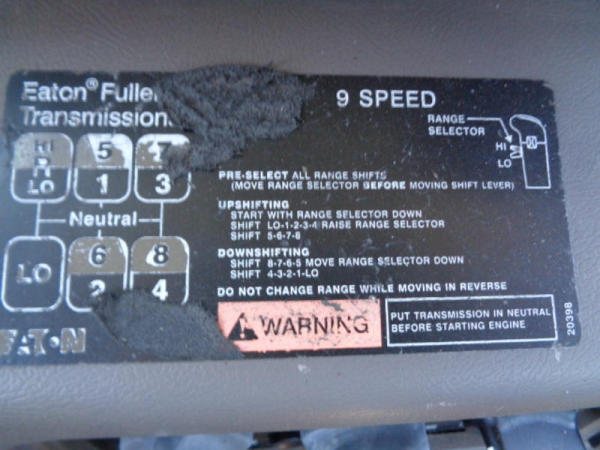 Eaton® Fuller
Transmission
9 SPEED
RANGE
SELECTOR
HI
LO
HI 5 7
R
LO 1 3
Neutral
LO 6 8
2 4
PRE-SELECT ALL RANGE SHIFTS
(MOVE RANGE SELECTOR BEFORE MOVING SHIFT LEVER)
UPSHIFTING
START WITH RANGE SELECTOR DOWN
SHIFT LO-1-2-3-4 RAISE RANGE SELECTOR
SHIFT 5-6-7-8
DOWNSHIFTING
SHIFT 8-7-6-5 MOVE RANGE SELECTOR DOWN
SHIFT 4-3-2-1-LO
DO NOT CHANGE RANGE WHILE MOVING IN REVERSE
WARNING
PUT TRANSMISSION IN NEUTRAL
BEFORE STARTING ENGINE
20398
EATON